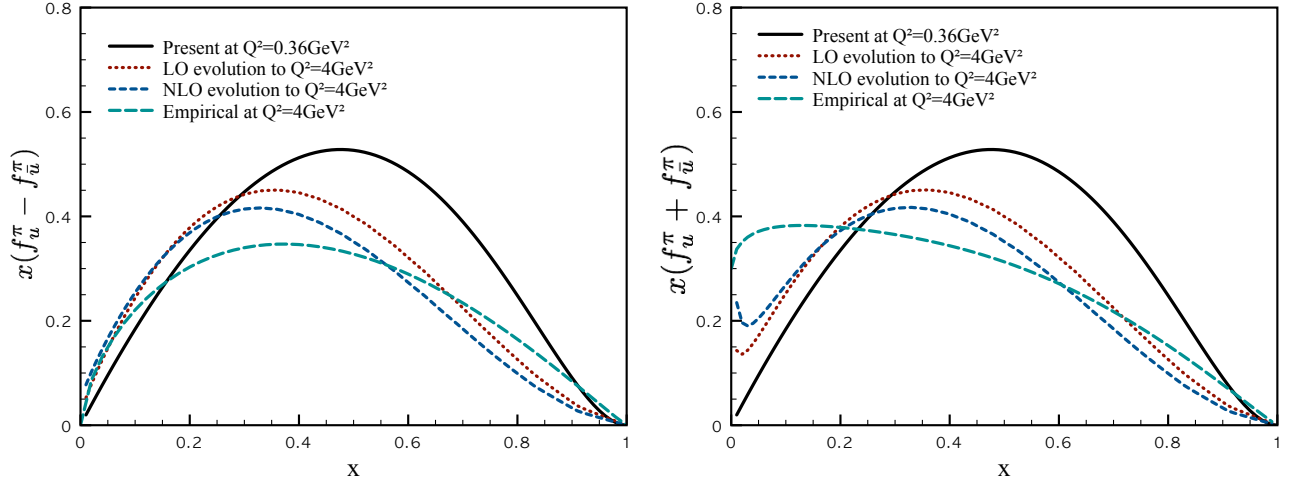 0.8
0.6
0.4
0.2
0
0
0.2
0.4
0.6
0.8
1
x
x(f_u^π − f_ū^π)
Present at Q²=0.36GeV²
LO evolution to Q²=4GeV²
NLO evolution to Q²=4GeV²
Empirical at Q²=4GeV²
0.8
0.6
0.4
0.2
0
0
0.2
0.4
0.6
0.8
1
x
x(f_u^π + f_ū^π)
Present at Q²=0.36GeV²
LO evolution to Q²=4GeV²
NLO evolution to Q²=4GeV²
Empirical at Q²=4GeV²